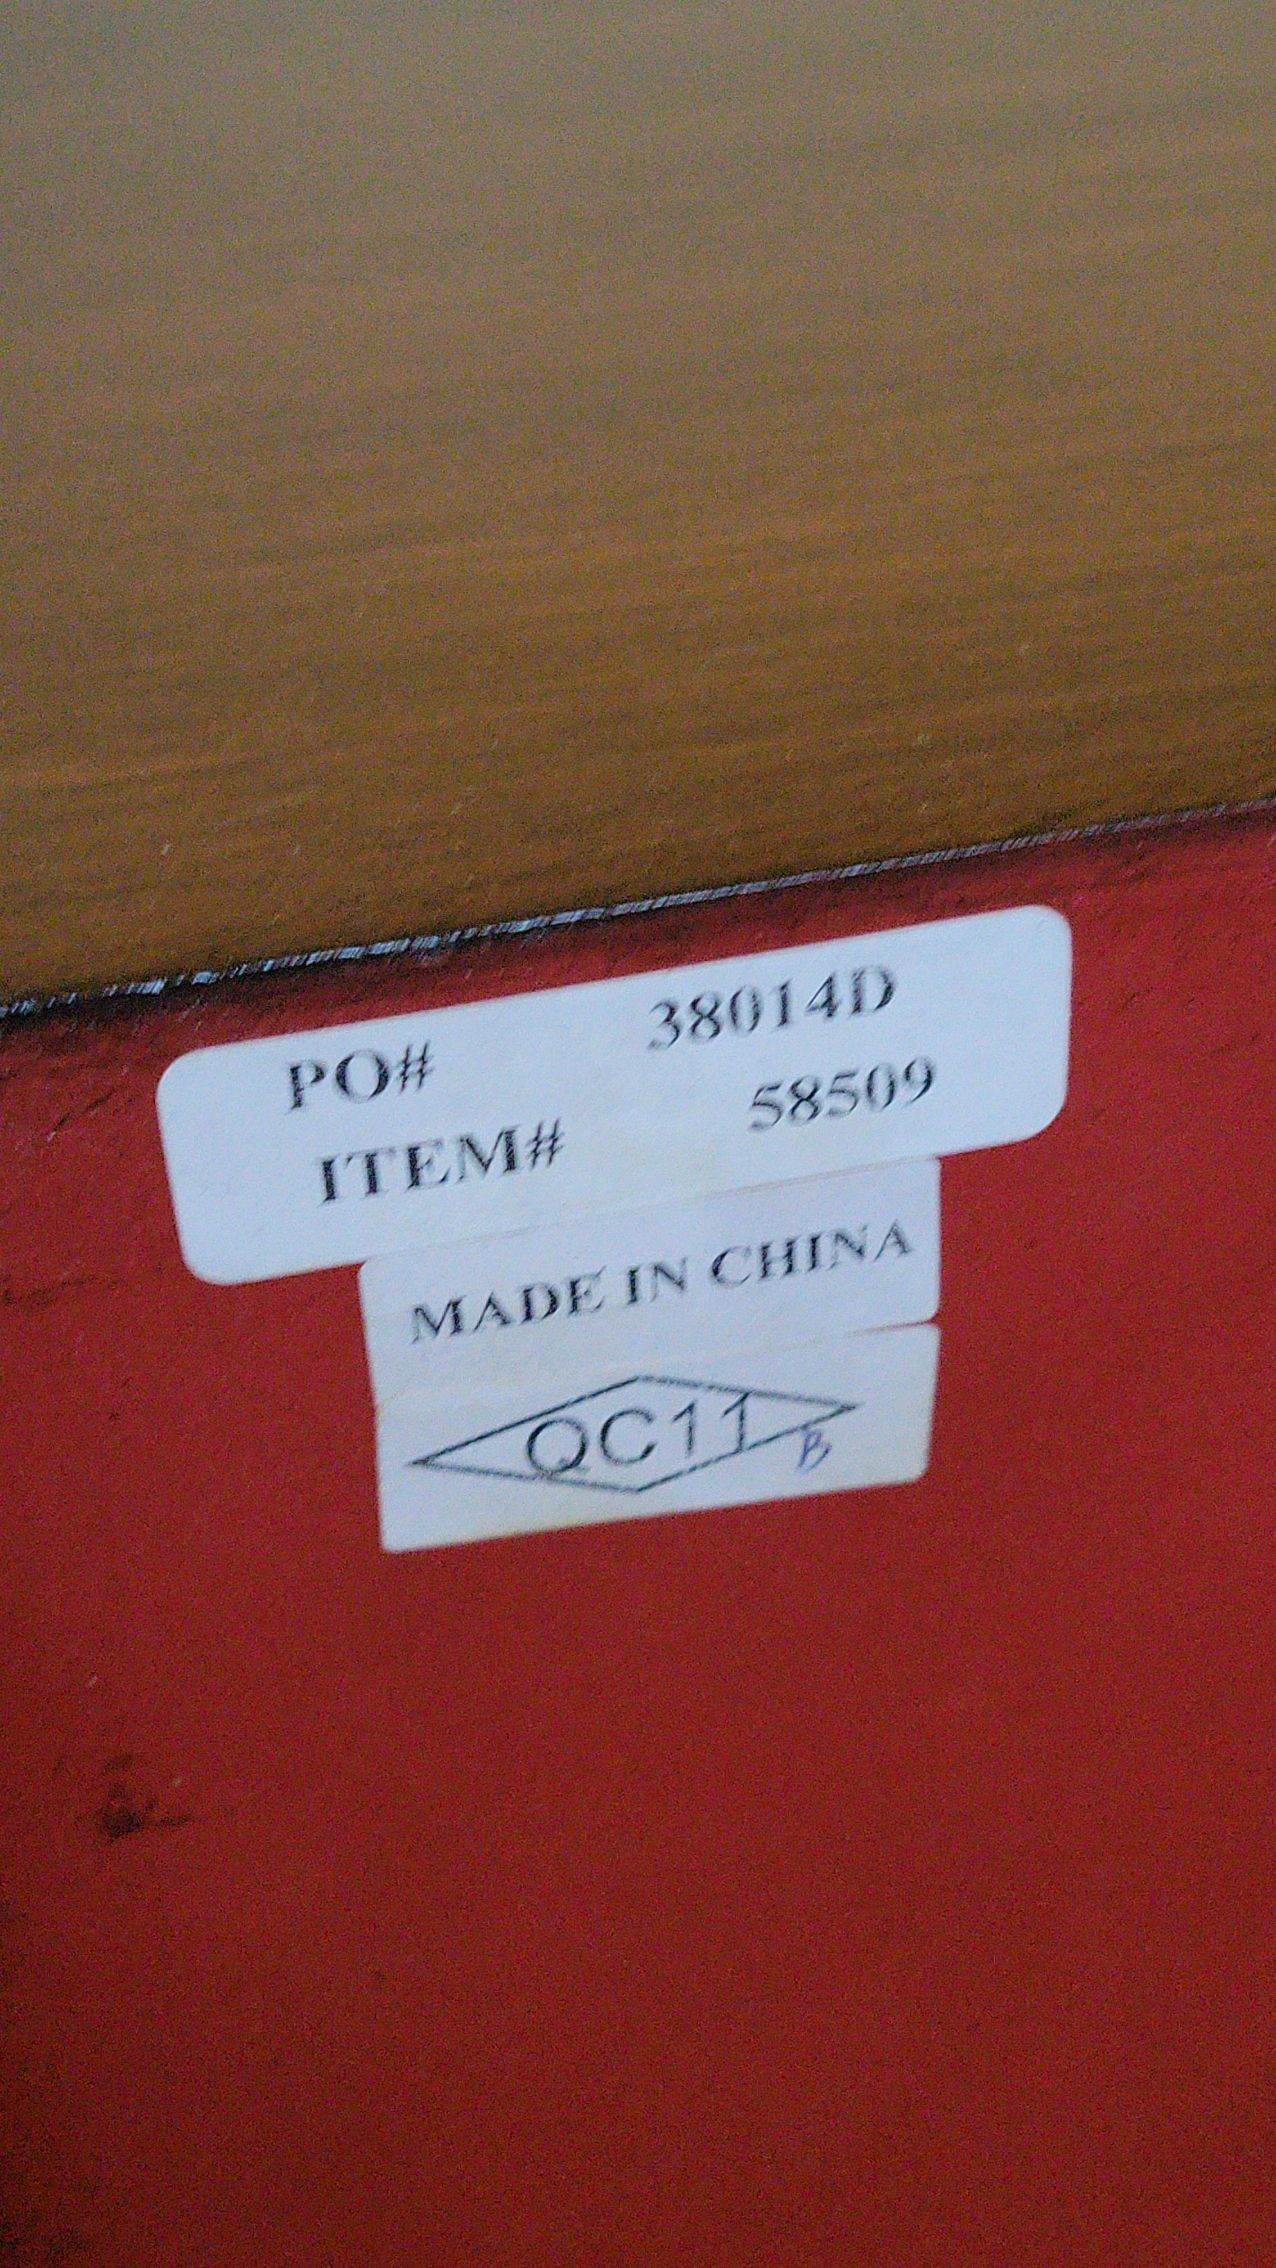 PO# 38014D
ITEM# 58509
MADE IN CHINA
QC11
B